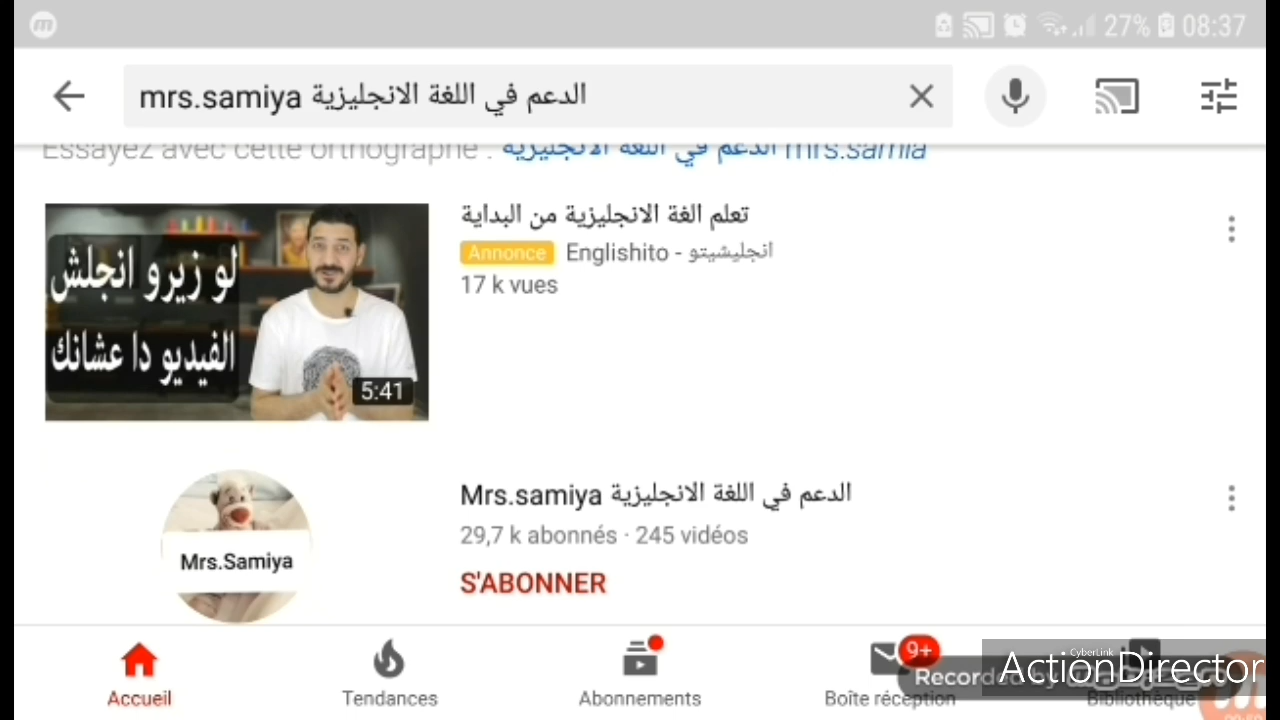 27% 08:37
mrs.samiya الدعم في اللغة الانجليزية
Essayez avec cette orthographe : الدعم في اللغة الانجليزية mrs.samia
لو زيرو انجلش
الفيديو دا عشانك
5:41
تعلم الغة الانجليزية من البداية
Annonce Englishito - انجليشيتو
17 k vues
Mrs.Samiya
Mrs.samiya الدعم في اللغة الانجليزية
29,7 k abonnés · 245 vidéos
S'ABONNER
9+
Accueil Tendances Abonnements Boîte réception Bibliothèque
Recorded by
CyberLink
ActionDirector